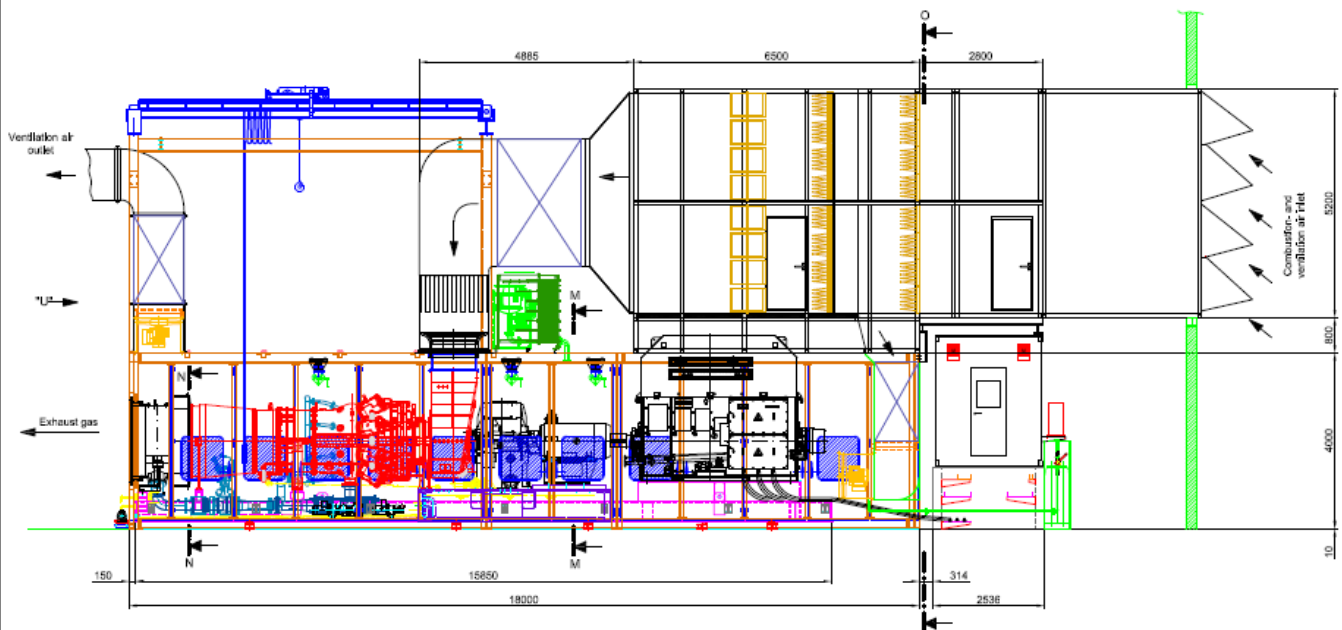 O
4885
6500
2800
Ventilation air
outlet
"U"
M
N
Exhaust gas
Combustion- and
ventilation air inlet
5200
800
4000
10
N
M
150
15850
314
18000
2536